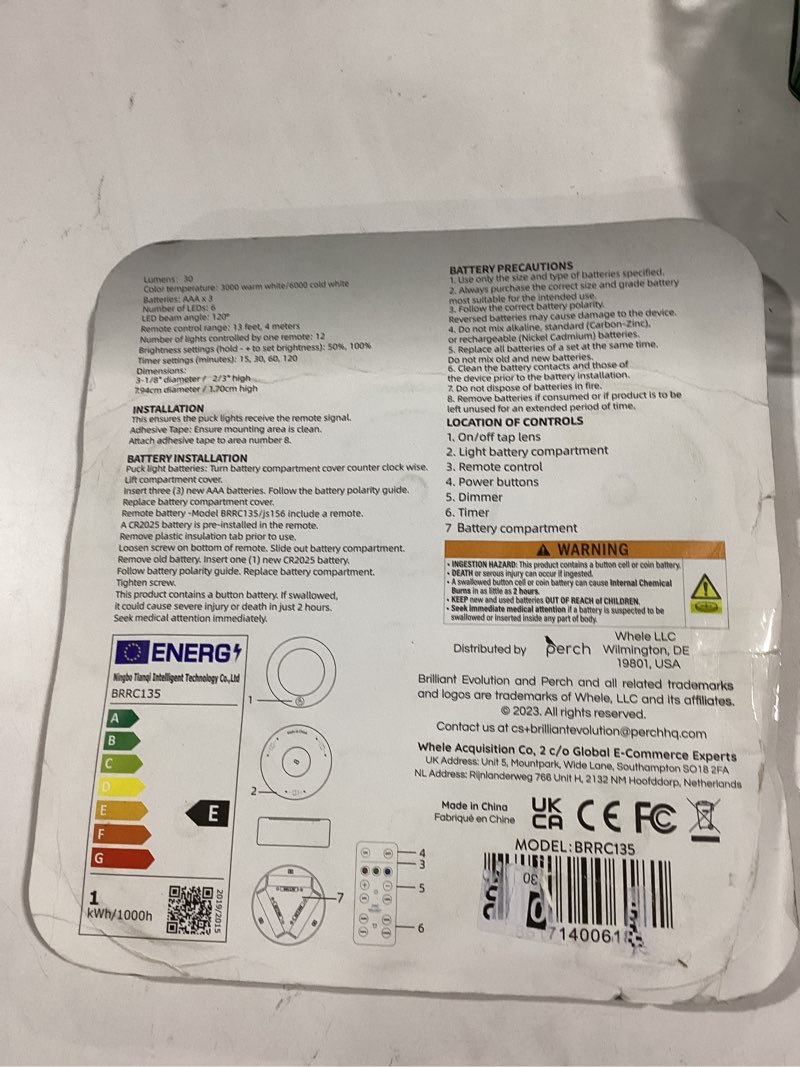 Lumens: 30
Color temperature: 3000 warm white/6000 cold white
Batteries: AAA x 3
Number of LEDs: 6
LED beam angle: 120°
Remote control range: 13 feet, 4 meters
Number of lights controlled by one remote: 12
Brightness settings (hold - + to set brightness): 50%, 100%
Timer settings (minutes): 15, 30, 60, 120
Dimensions:
3-1/8" diameter / 2/3" high
7.94cm diameter / 1.70cm high
INSTALLATION
This ensures the puck lights receive the remote signal.
Adhesive Tape: Ensure mounting area is clean.
Attach adhesive tape to area number 8.
BATTERY INSTALLATION
Puck light batteries: Turn battery compartment cover counter clock wise.
Lift compartment cover.
Insert three (3) new AAA batteries. Follow the battery polarity guide.
Replace battery compartment cover.
Remote battery -Model BRRC135/js156 include a remote.
A CR2025 battery is pre-installed in the remote.
Remove plastic insulation tab prior to use.
Loosen screw on bottom of remote. Slide out battery compartment.
Remove old battery. Insert one (1) new CR2025 battery.
Follow battery polarity guide. Replace battery compartment.
Tighten screw.
This product contains a button battery. If swallowed,
it could cause severe injury or death in just 2 hours.
Seek medical attention immediately.
ENERG
Ningbo Tianqi Intelligent Technology Co.,Ltd
BRRC135
A
B
C
D
E
F
G
E
1
kWh/1000h
2019/2015
1
2
7
4
3
5
6
BATTERY PRECAUTIONS
1. Use only the size and type of batteries specified.
2. Always purchase the correct size and grade battery
most suitable for the intended use.
3. Follow the correct battery polarity.
Reversed batteries may cause damage to the device.
4. Do not mix alkaline, standard (Carbon-Zinc),
or rechargeable (Nickel Cadmium) batteries.
5. Replace all batteries of a set at the same time.
Do not mix old and new batteries.
6. Clean the battery contacts and those of
the device prior to the battery installation.
7. Do not dispose of batteries in fire.
8. Remove batteries if consumed or if product is to be
left unused for an extended period of time.
LOCATION OF CONTROLS
1. On/off tap lens
2. Light battery compartment
3. Remote control
4. Power buttons
5. Dimmer
6. Timer
7 Battery compartment
WARNING
• INGESTION HAZARD: This product contains a button cell or coin battery.
• DEATH or serious injury can occur if ingested.
• A swallowed button cell or coin battery can cause Internal Chemical
Burns in as little as 2 hours.
• KEEP new and used batteries OUT OF REACH of CHILDREN.
• Seek immediate medical attention if a battery is suspected to be
swallowed or inserted inside any part of body.
Distributed by perch
Whele LLC
Wilmington, DE
19801, USA
Brilliant Evolution and Perch and all related trademarks
and logos are trademarks of Whele, LLC and its affiliates.
© 2023. All rights reserved.
Contact us at cs+brilliantevolution@perchhq.com
Whele Acquisition Co, 2 c/o Global E-Commerce Experts
UK Address: Unit 5, Mountpark, Wide Lane, Southampton SO18 2FA
NL Address: Rijnlanderweg 766 Unit H, 2132 NM Hoofddorp, Netherlands
Made in China
Fabriqué en Chine
UK
CA
CE
FC
MODEL: BRRC135
30
7140061